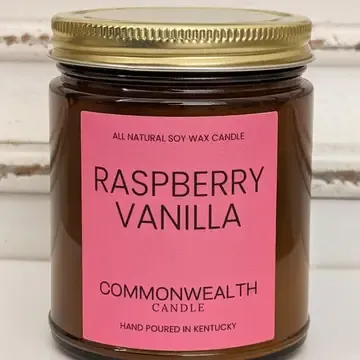 ALL NATURAL SOY WAX CANDLE
RASPBERRY
VANILLA
COMMONWEALTH
CANDLE
HAND POURED IN KENTUCKY